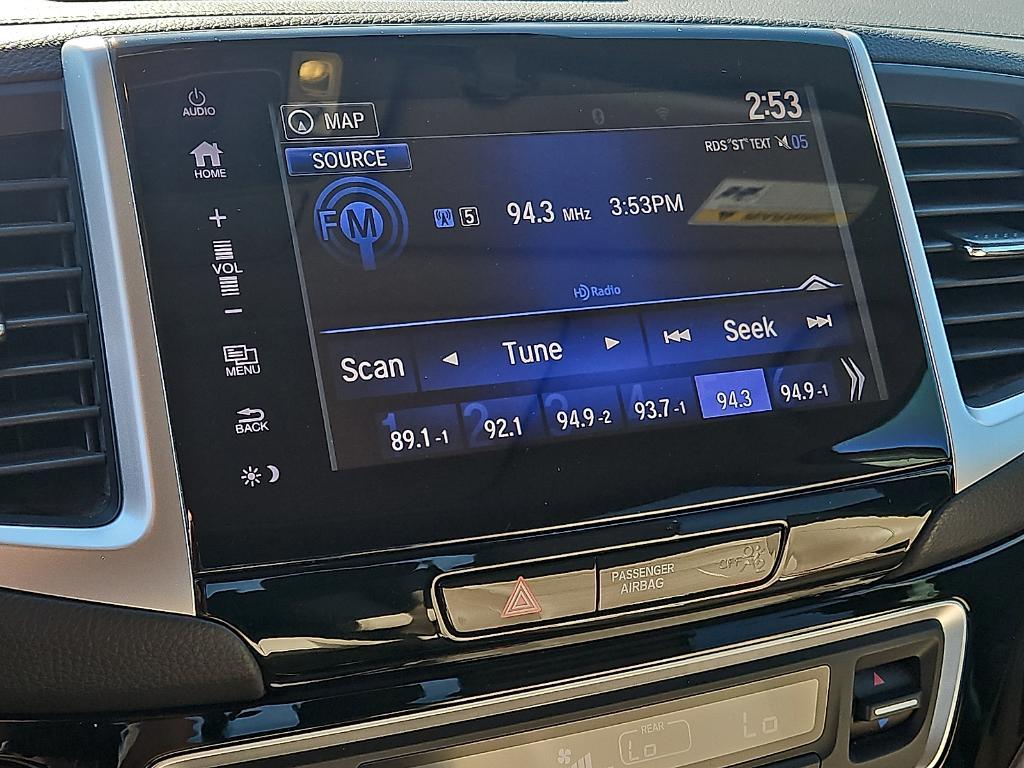 AUDIO
MAP
2:53
HOME
SOURCE
RDS "ST" TEXT 05
FM
5 94.3 MHz 3:53PM
+
VOL
−
HD Radio
MENU
Scan Tune Seek
BACK
1 2 3 4
89.1-1 92.1 94.9-2 93.7-1 94.3 94.9-1
PASSENGER
AIRBAG
OFF
REAR
Lo
Lo